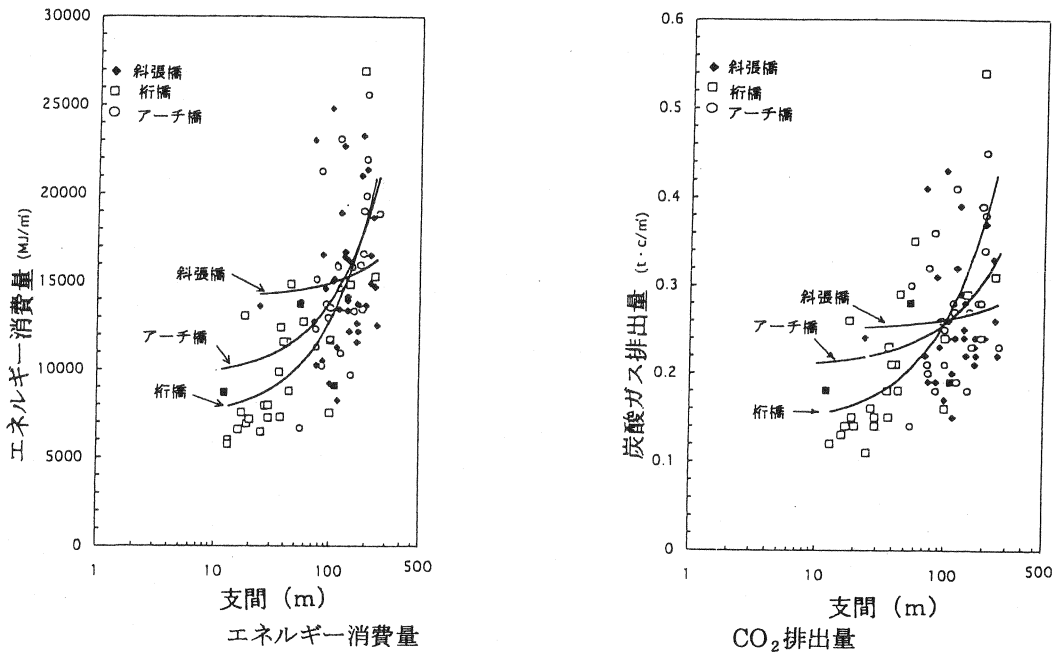 30000
25000
20000
15000
10000
5000
0
エネルギー消費量 (MJ/㎡)
斜張橋
桁橋
アーチ橋
斜張橋
アーチ橋
桁橋
1
10
100
500
支間 (m)
エネルギー消費量
0.6
0.5
0.4
0.3
0.2
0.1
0
炭酸ガス排出量 (t・c/㎡)
斜張橋
桁橋
アーチ橋
斜張橋
アーチ橋
桁橋
1
10
100
500
支間 (m)
CO₂排出量